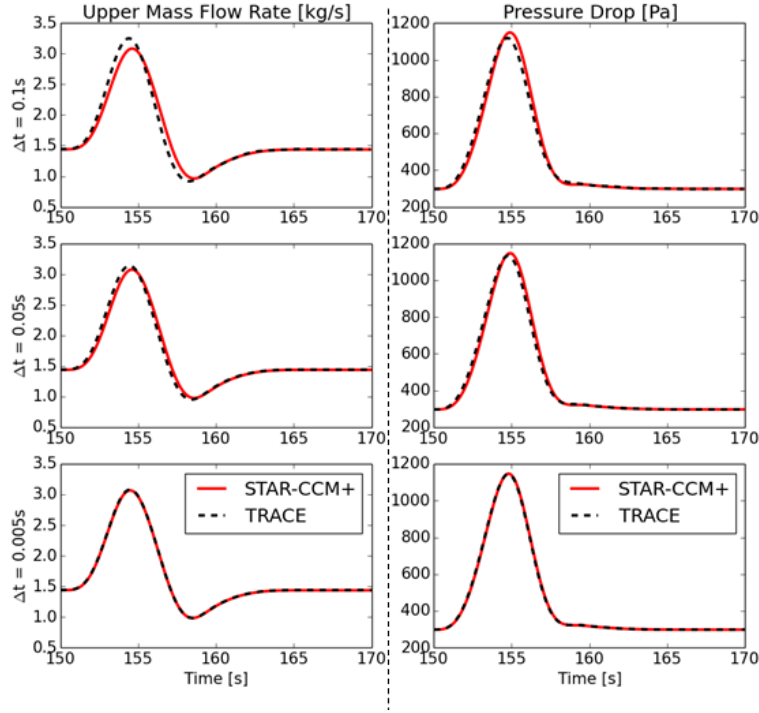 Upper Mass Flow Rate [kg/s]
Pressure Drop [Pa]
Δt = 0.1s
3.5
3.0
2.5
2.0
1.5
1.0
0.5
150 155 160 165 170
1200
1000
800
600
400
200
150 155 160 165 170
Δt = 0.05s
3.5
3.0
2.5
2.0
1.5
1.0
0.5
150 155 160 165 170
1200
1000
800
600
400
200
150 155 160 165 170
Δt = 0.005s
3.5
3.0
2.5
2.0
1.5
1.0
0.5
STAR-CCM+
TRACE
150 155 160 165 170
Time [s]
1200
1000
800
600
400
200
STAR-CCM+
TRACE
150 155 160 165 170
Time [s]